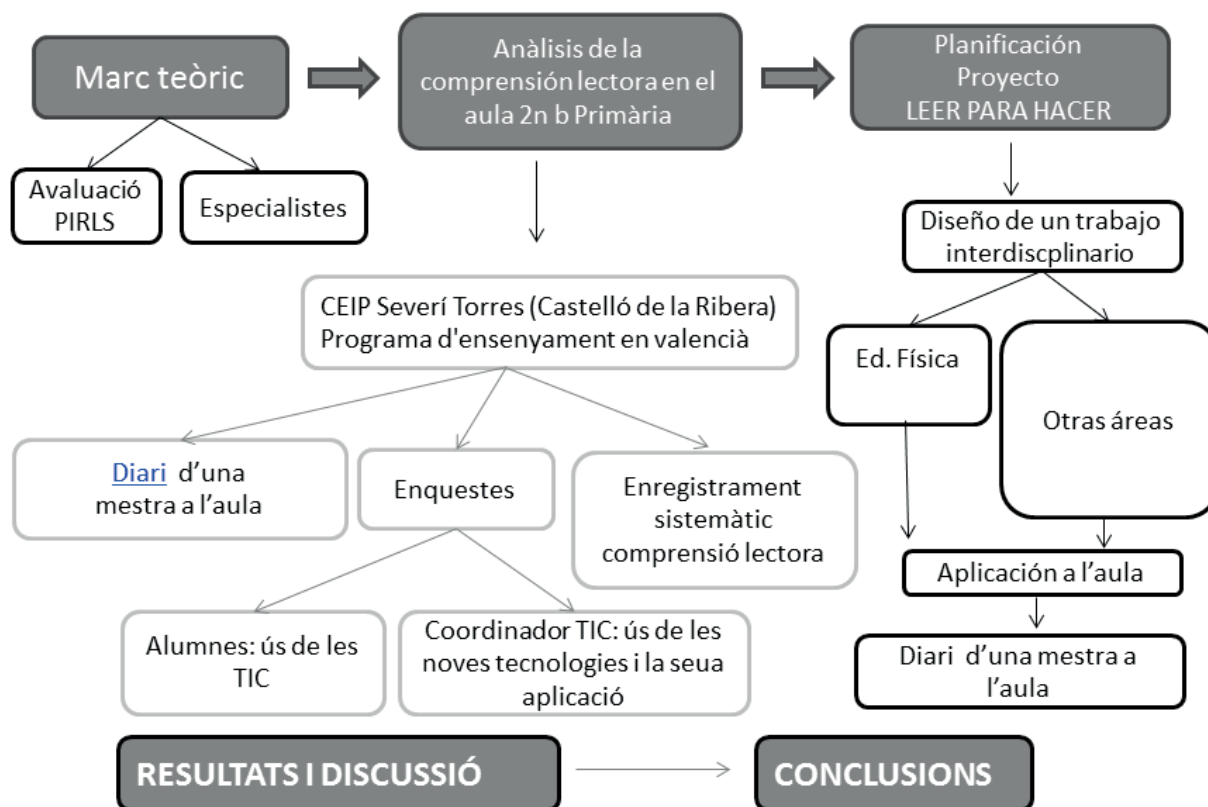 Marc teòric
Anàlisis de la
comprensión lectora en el
aula 2n b Primària
Planificación
Proyecto
LEER PARA HACER
Avaluació
PIRLS
Especialistes
Diseño de un trabajo
interdiscplinario
CEIP Severí Torres (Castelló de la Ribera)
Programa d'ensenyament en valencià
Ed. Física
Otras áreas
Diari d’una
mestra a l’aula
Enquestes
Enregistrament
sistemàtic
comprensió lectora
Aplicación a l’aula
Alumnes: ús de les
TIC
Coordinador TIC: ús de les
noves tecnologies i la seua
aplicació
Diari d’una mestra a
l’aula
RESULTATS I DISCUSSIÓ
CONCLUSIONS